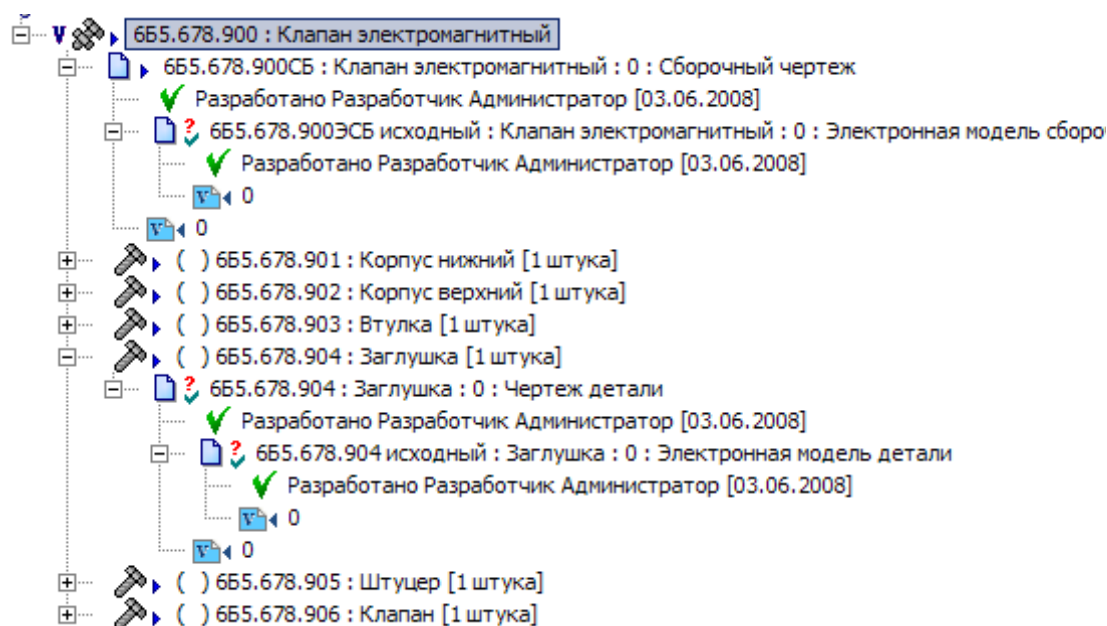 V 6Б5.678.900 : Клапан электромагнитный
6Б5.678.900СБ : Клапан электромагнитный : 0 : Сборочный чертеж
Разработано Разработчик Администратор [03.06.2008]
6Б5.678.900ЭСБ исходный : Клапан электромагнитный : 0 : Электронная модель
Разработано Разработчик Администратор [03.06.2008]
V 0
V 0
( ) 6Б5.678.901 : Корпус нижний [1 штука]
( ) 6Б5.678.902 : Корпус верхний [1 штука]
( ) 6Б5.678.903 : Втулка [1 штука]
( ) 6Б5.678.904 : Заглушка [1 штука]
6Б5.678.904 : Заглушка : 0 : Чертеж детали
Разработано Разработчик Администратор [03.06.2008]
6Б5.678.904 исходный : Заглушка : 0 : Электронная модель детали
Разработано Разработчик Администратор [03.06.2008]
V 0
V 0
( ) 6Б5.678.905 : Штуцер [1 штука]
( ) 6Б5.678.906 : Клапан [1 штука]